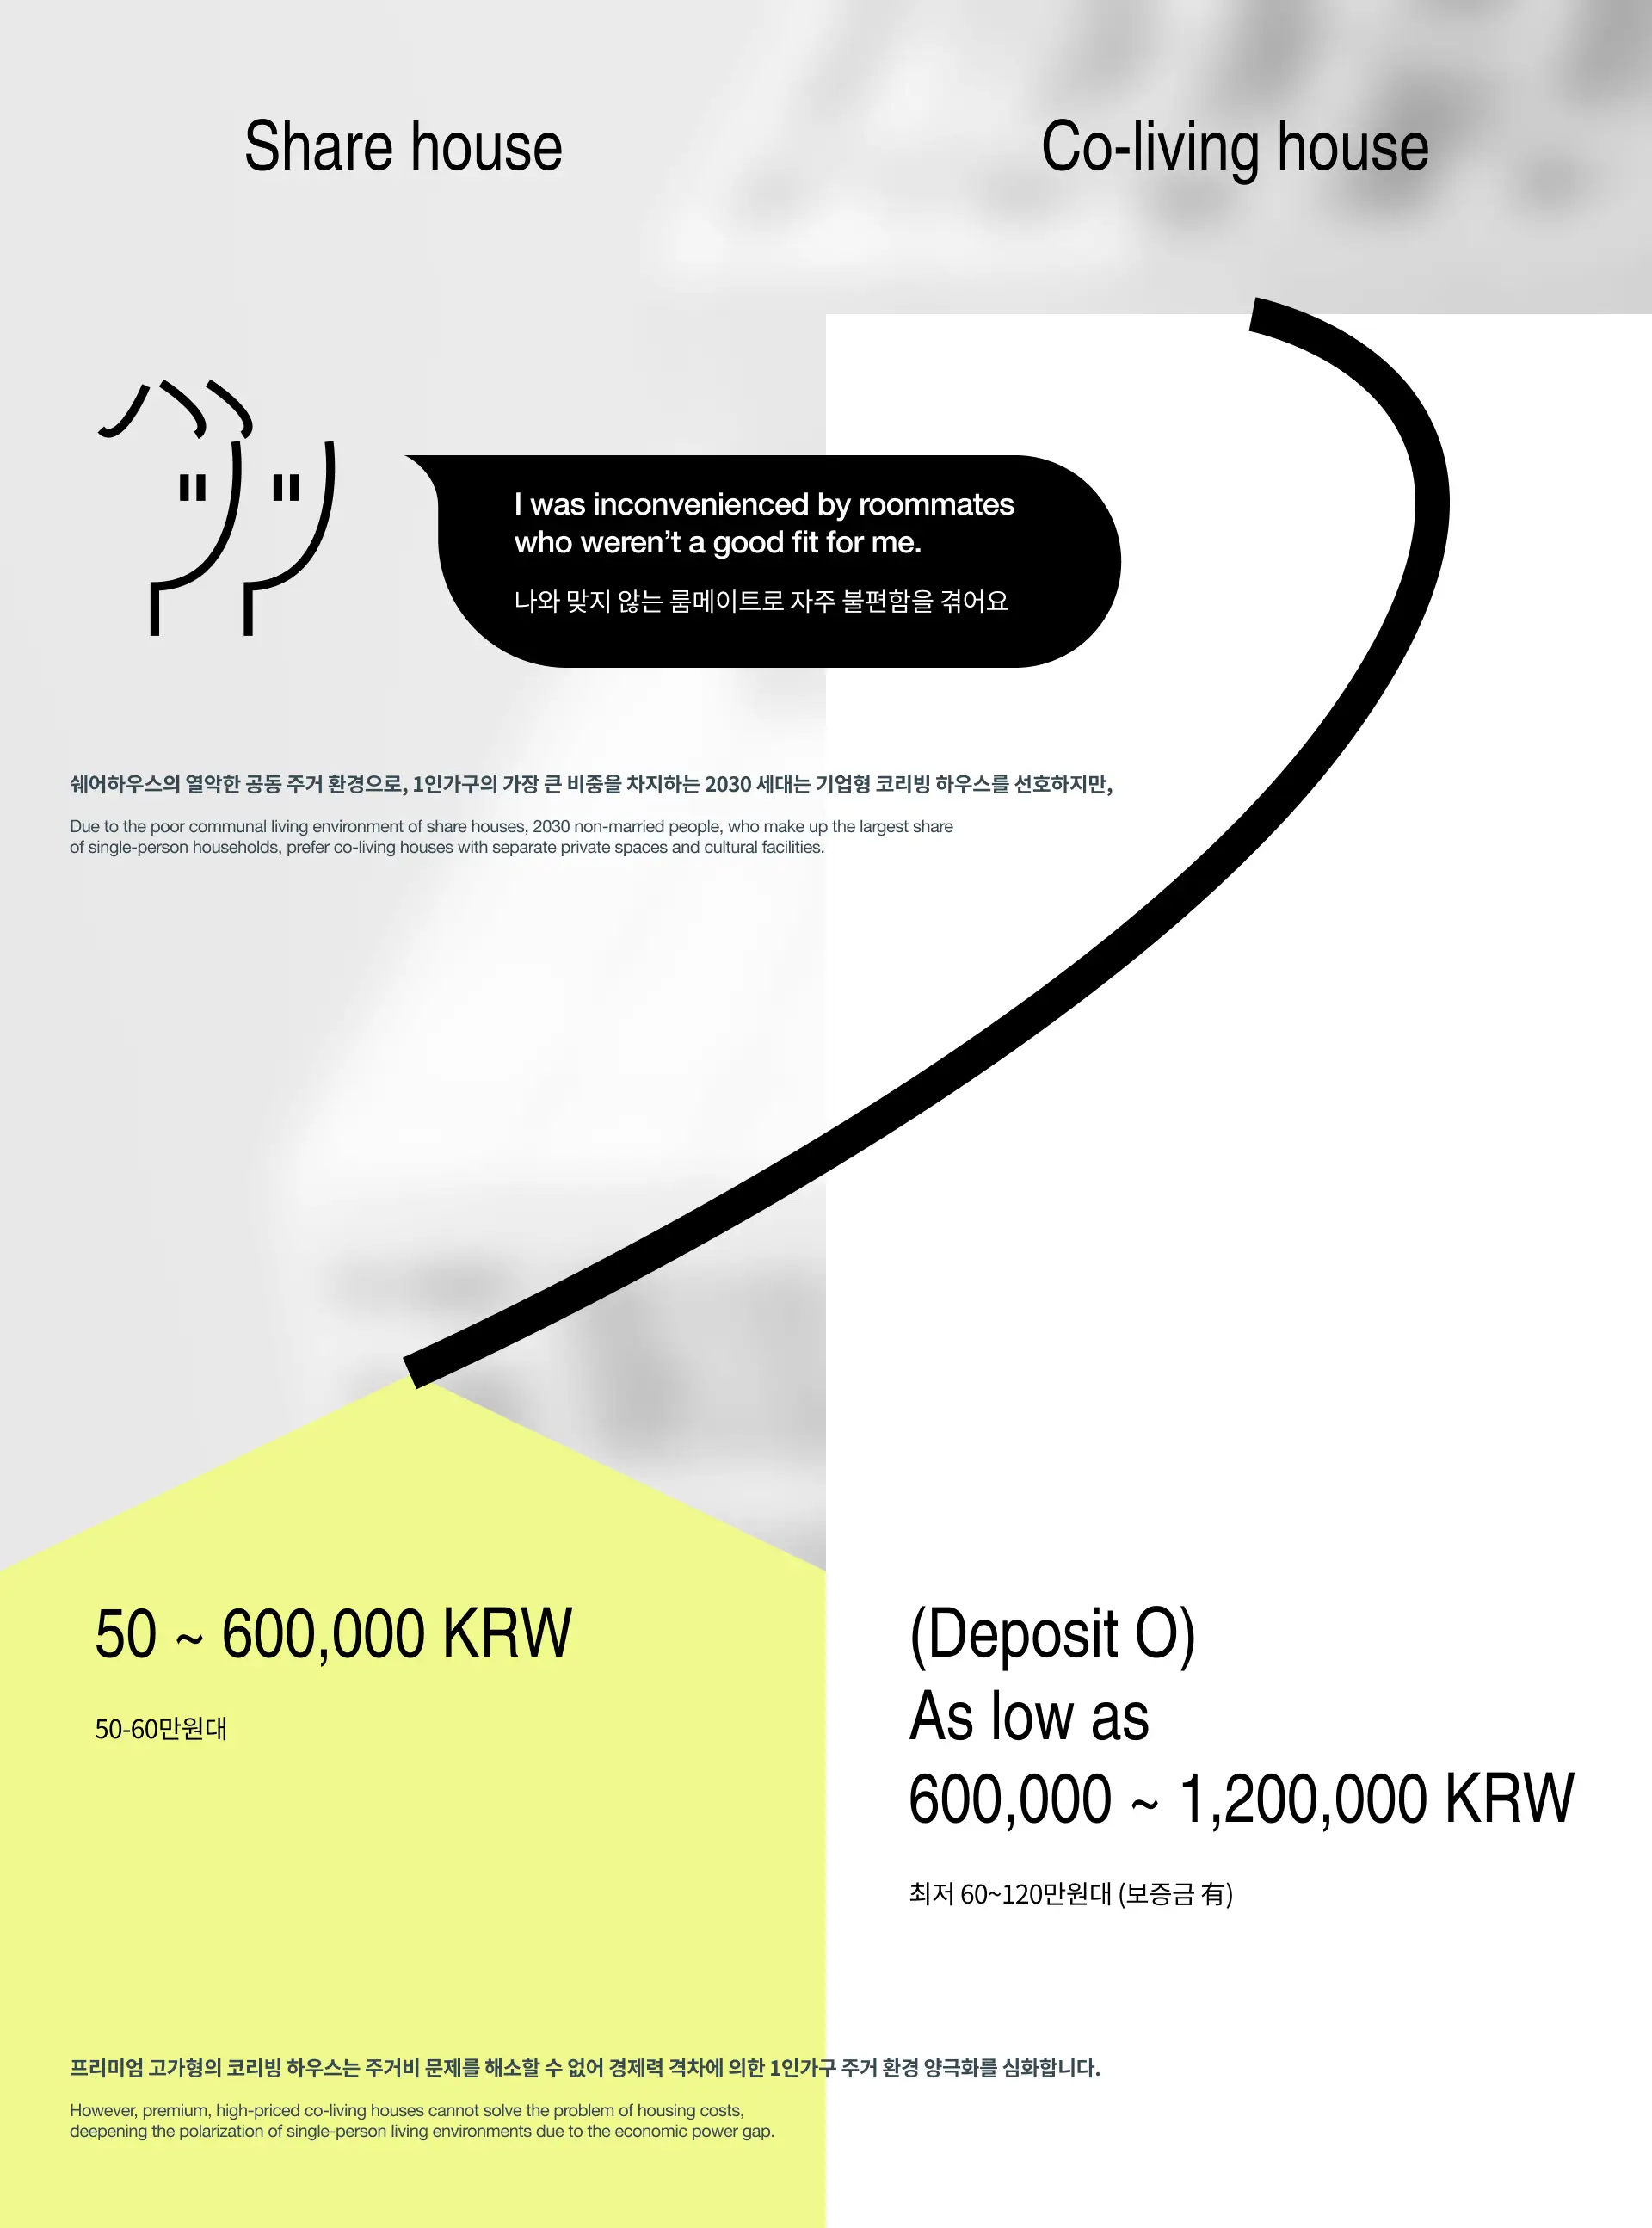 Share house
Co-living house
I was inconvenienced by roommates
who weren’t a good fit for me.
나와 맞지 않는 룸메이트로 자주 불편함을 겪어요
쉐어하우스의 열악한 공동 주거 환경으로, 1인가구의 가장 큰 비중을 차지하는 2030 세대는 기업형 코리빙 하우스를 선호하지만,
Due to the poor communal living environment of share houses, 2030 non-married people, who make up the largest share
of single-person households, prefer co-living houses with separate private spaces and cultural facilities.
50 ~ 600,000 KRW
50-60만원대
(Deposit O)
As low as
600,000 ~ 1,200,000 KRW
최저 60~120만원대 (보증금 有)
프리미엄 고가형의 코리빙 하우스는 주거비 문제를 해소할 수 없어 경제력 격차에 의한 1인가구 주거 환경 양극화를 심화합니다.
However, premium, high-priced co-living houses cannot solve the problem of housing costs,
deepening the polarization of single-person living environments due to the economic power gap.